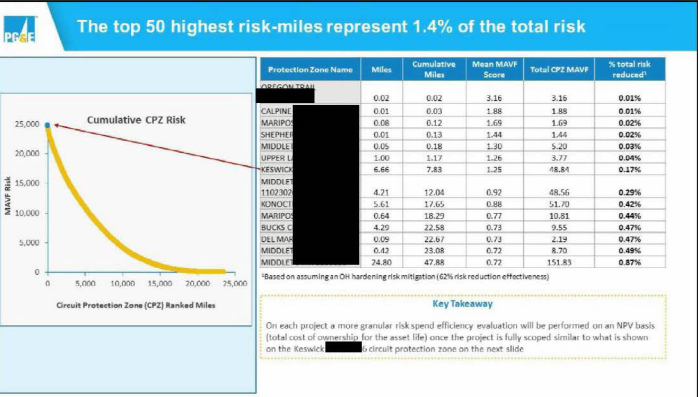 PG&E
The top 50 highest risk-miles represent 1.4% of the total risk
Cumulative CPZ Risk
MAVF Risk
25,000
20,000
15,000
10,000
5,000
0
0 5,000 10,000 15,000 20,000 25,000
Circuit Protection Zone (CPZ) Ranked Miles
Protection Zone Name Miles Cumulative Miles Mean MAVF Score Total CPZ MAVF % total risk reduced¹
OREGON TRAIL 0.02 0.02 3.16 3.16 0.01%
CALPINE 0.01 0.03 1.88 1.88 0.01%
MARIPOS 0.08 0.12 1.69 1.69 0.02%
SHEPHER 0.01 0.13 1.44 1.44 0.02%
MIDDLET 0.05 0.18 1.30 5.20 0.03%
UPPER LA 1.00 1.17 1.26 3.77 0.04%
KESWICK 6.66 7.83 1.25 48.84 0.17%
MIDDLET
1102302 4.21 12.04 0.92 48.56 0.29%
KONOCTI 5.61 17.65 0.88 51.70 0.42%
MARIPOS 0.64 18.29 0.77 10.81 0.44%
BUCKS C 4.29 22.58 0.73 9.55 0.47%
DEL MAR 0.09 22.67 0.73 2.19 0.47%
MIDDLET 0.42 23.08 0.72 8.70 0.49%
MIDDLET 24.80 47.88 0.72 151.83 0.87%
¹Based on assuming an OH hardening risk mitigation (62% risk reduction effectiveness)
Key Takeaway
On each project a more granular risk spend efficiency evaluation will be performed on an NPV basis
(total cost of ownership for the asset life) once the project is fully scoped similar to what is shown
on the Keswick 6 circuit protection zone on the next slide